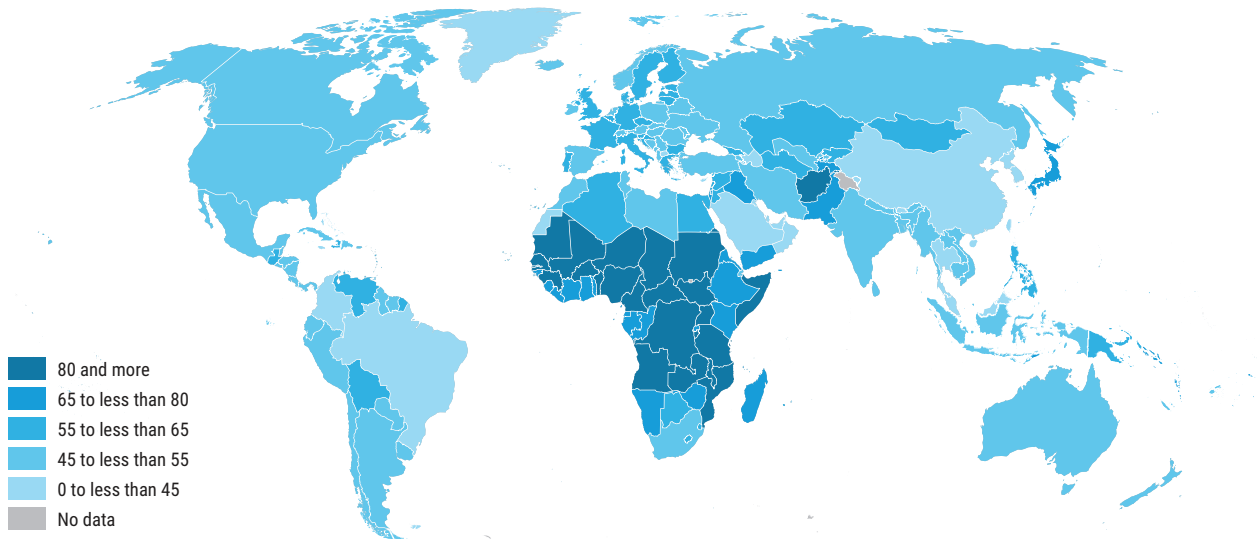 80 and more
65 to less than 80
55 to less than 65
45 to less than 55
0 to less than 45
No data